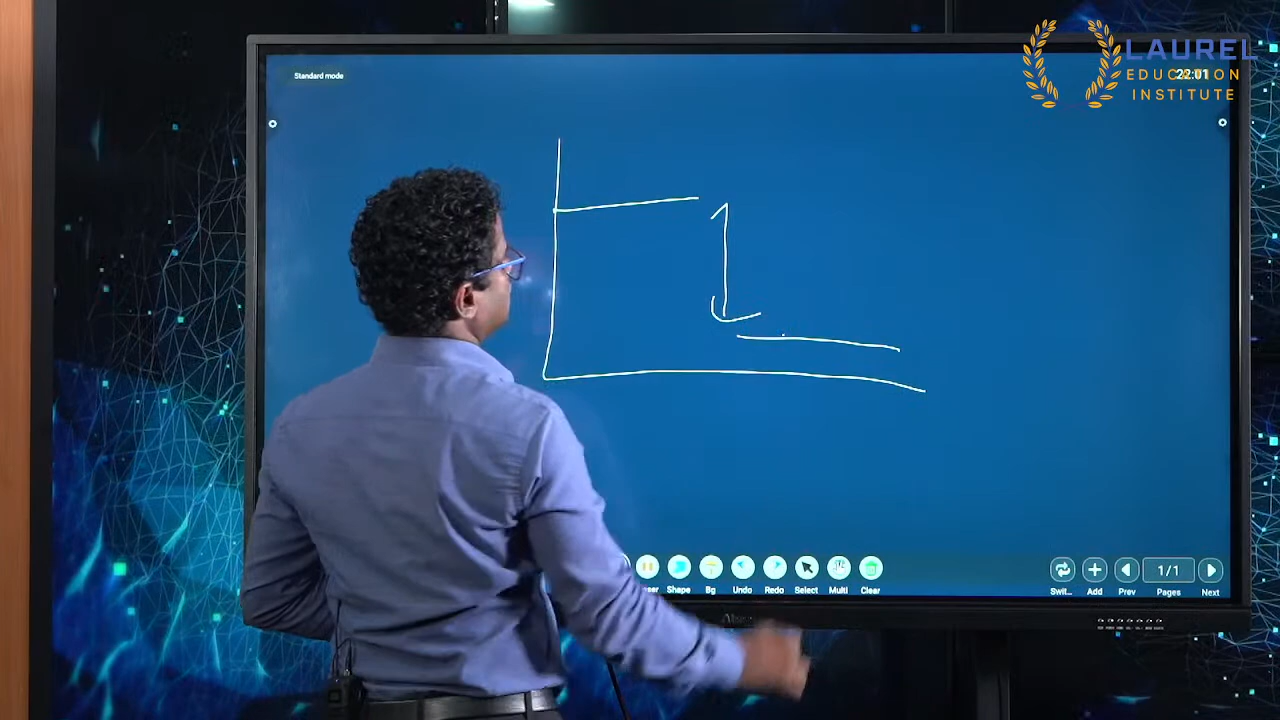 Standard mode
LAUREL
EDUCATION
INSTITUTE
22:01
Shape
Bg
Undo
Redo
Select
Multi
Clear
Swit...
Add
Prev
1/1
Pages
Next